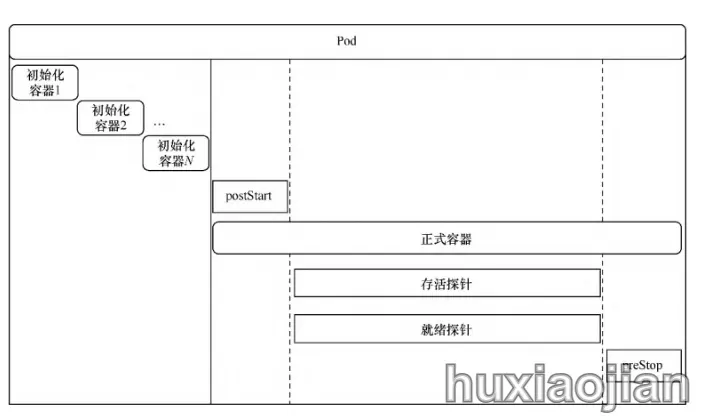 Pod
初始化
容器1
初始化
容器2
...
初始化
容器N
postStart
正式容器
存活探针
就绪探针
preStop
huxiaojian